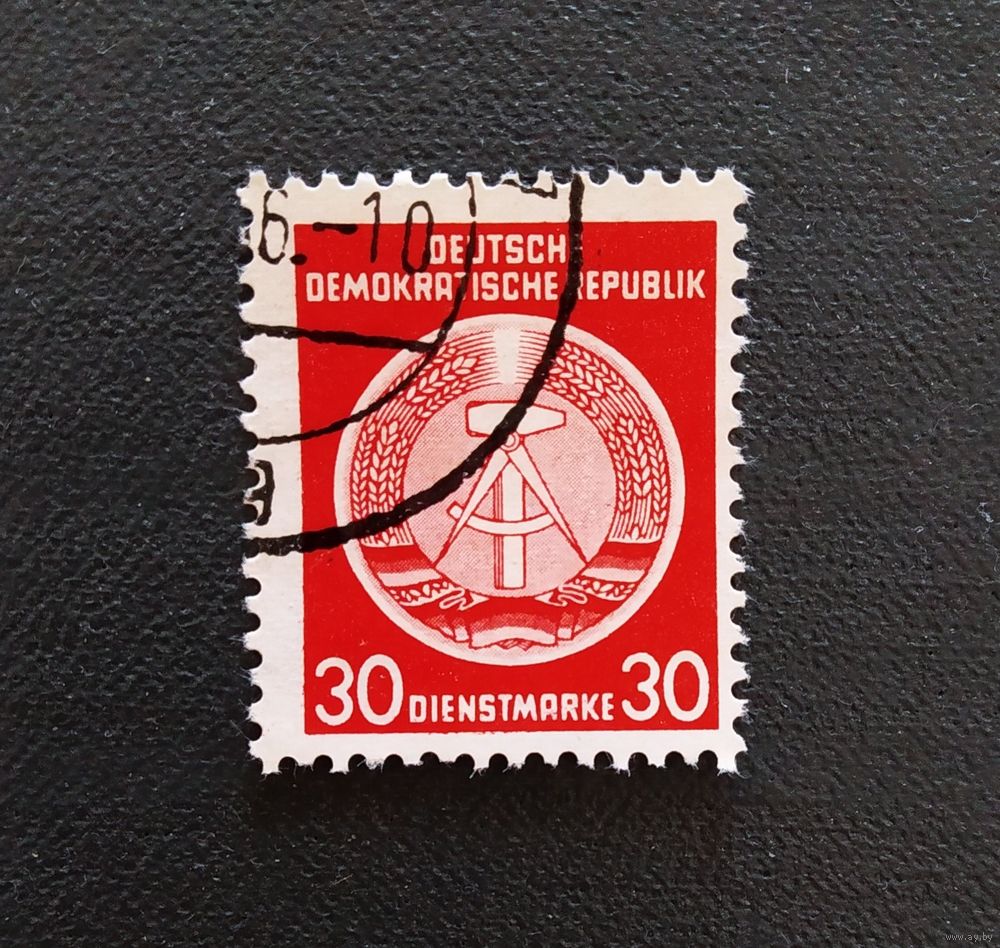 6.-10
DEUTSCHE
DEMOKRATISCHE REPUBLIK
30 DIENSTMARKE 30
www.ay.by